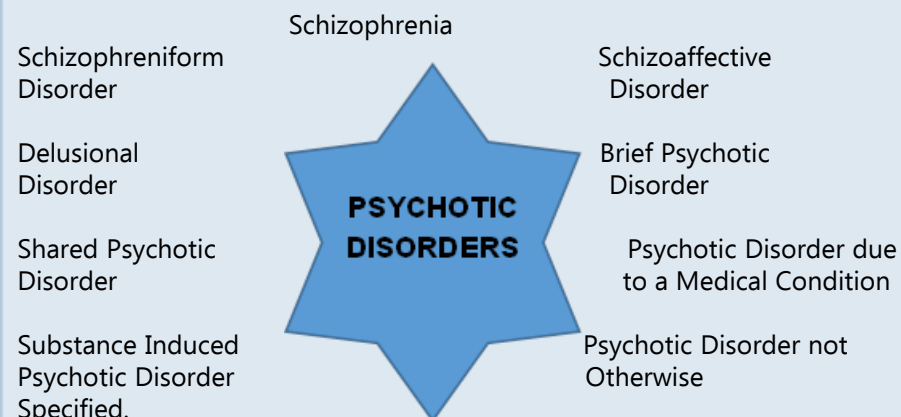 Schizophrenia
Schizophreniform
Disorder
Schizoaffective
Disorder
Delusional
Disorder
Brief Psychotic
Disorder
PSYCHOTIC
DISORDERS
Shared Psychotic
Disorder
Psychotic Disorder due
to a Medical Condition
Substance Induced
Psychotic Disorder
Specified.
Psychotic Disorder not
Otherwise